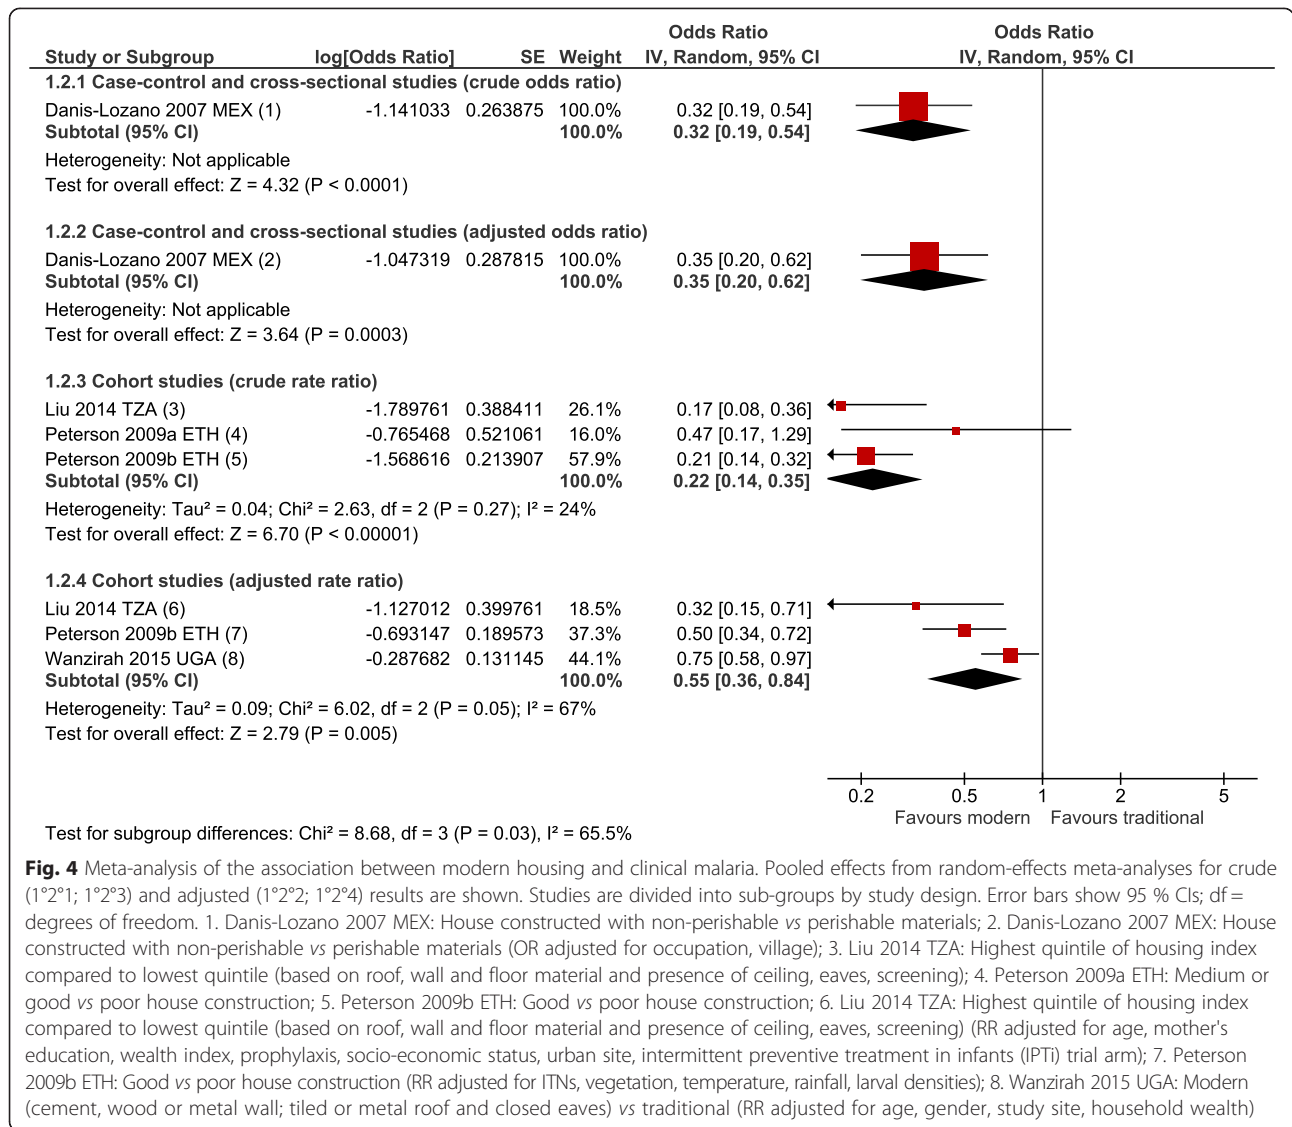 Odds Ratio Odds Ratio
Study or Subgroup log[Odds Ratio] SE Weight IV, Random, 95% CI IV, Random, 95% CI
1.2.1 Case-control and cross-sectional studies (crude odds ratio)
Danis-Lozano 2007 MEX (1) -1.141033 0.263875 100.0% 0.32 [0.19, 0.54]
Subtotal (95% CI) 100.0% 0.32 [0.19, 0.54]
Heterogeneity: Not applicable
Test for overall effect: Z = 4.32 (P < 0.0001)
1.2.2 Case-control and cross-sectional studies (adjusted odds ratio)
Danis-Lozano 2007 MEX (2) -1.047319 0.287815 100.0% 0.35 [0.20, 0.62]
Subtotal (95% CI) 100.0% 0.35 [0.20, 0.62]
Heterogeneity: Not applicable
Test for overall effect: Z = 3.64 (P = 0.0003)
1.2.3 Cohort studies (crude rate ratio)
Liu 2014 TZA (3) -1.789761 0.388411 26.1% 0.17 [0.08, 0.36]
Peterson 2009a ETH (4) -0.765468 0.521061 16.0% 0.47 [0.17, 1.29]
Peterson 2009b ETH (5) -1.568616 0.213907 57.9% 0.21 [0.14, 0.32]
Subtotal (95% CI) 100.0% 0.22 [0.14, 0.35]
Heterogeneity: Tau² = 0.04; Chi² = 2.63, df = 2 (P = 0.27); I² = 24%
Test for overall effect: Z = 6.70 (P < 0.00001)
1.2.4 Cohort studies (adjusted rate ratio)
Liu 2014 TZA (6) -1.127012 0.399761 18.5% 0.32 [0.15, 0.71]
Peterson 2009b ETH (7) -0.693147 0.189573 37.3% 0.50 [0.34, 0.72]
Wanzirah 2015 UGA (8) -0.287682 0.131145 44.1% 0.75 [0.58, 0.97]
Subtotal (95% CI) 100.0% 0.55 [0.36, 0.84]
Heterogeneity: Tau² = 0.09; Chi² = 6.02, df = 2 (P = 0.05); I² = 67%
Test for overall effect: Z = 2.79 (P = 0.005)
0.2 0.5 1 2 5
Favours modern Favours traditional
Test for subgroup differences: Chi² = 8.68, df = 3 (P = 0.03), I² = 65.5%
Fig. 4 Meta-analysis of the association between modern housing and clinical malaria. Pooled effects from random-effects meta-analyses for crude
(1°2°1; 1°2°3) and adjusted (1°2°2; 1°2°4) results are shown. Studies are divided into sub-groups by study design. Error bars show 95 % CIs; df =
degrees of freedom. 1. Danis-Lozano 2007 MEX: House constructed with non-perishable vs perishable materials; 2. Danis-Lozano 2007 MEX: House
constructed with non-perishable vs perishable materials (OR adjusted for occupation, village); 3. Liu 2014 TZA: Highest quintile of housing index
compared to lowest quintile (based on roof, wall and floor material and presence of ceiling, eaves, screening); 4. Peterson 2009a ETH: Medium or
good vs poor house construction; 5. Peterson 2009b ETH: Good vs poor house construction; 6. Liu 2014 TZA: Highest quintile of housing index
compared to lowest quintile (based on roof, wall and floor material and presence of ceiling, eaves, screening) (RR adjusted for age, mother's
education, wealth index, prophylaxis, socio-economic status, urban site, intermittent preventive treatment in infants (IPTi) trial arm); 7. Peterson
2009b ETH: Good vs poor house construction (RR adjusted for ITNs, vegetation, temperature, rainfall, larval densities); 8. Wanzirah 2015 UGA: Modern
(cement, wood or metal wall; tiled or metal roof and closed eaves) vs traditional (RR adjusted for age, gender, study site, household wealth)